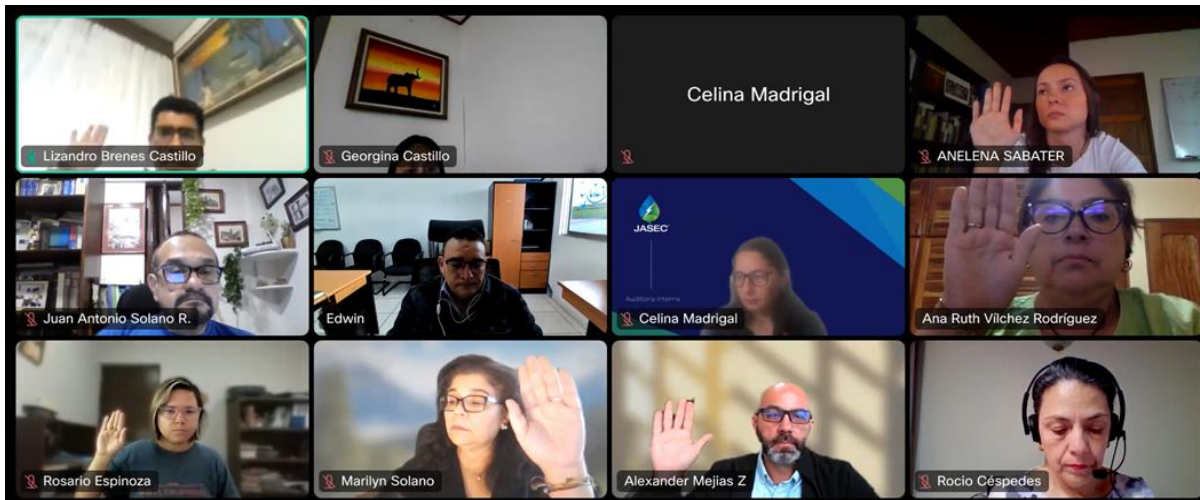 Celina Madrigal
Lizandro Brenes Castillo
Georgina Castillo
ANELENA SABATER
JASEC
Auditoría Interna
Juan Antonio Solano R.
Edwin
Celina Madrigal
Ana Ruth Vílchez Rodríguez
Rosario Espinoza
Marilyn Solano
Alexander Mejias Z
Rocio Céspedes